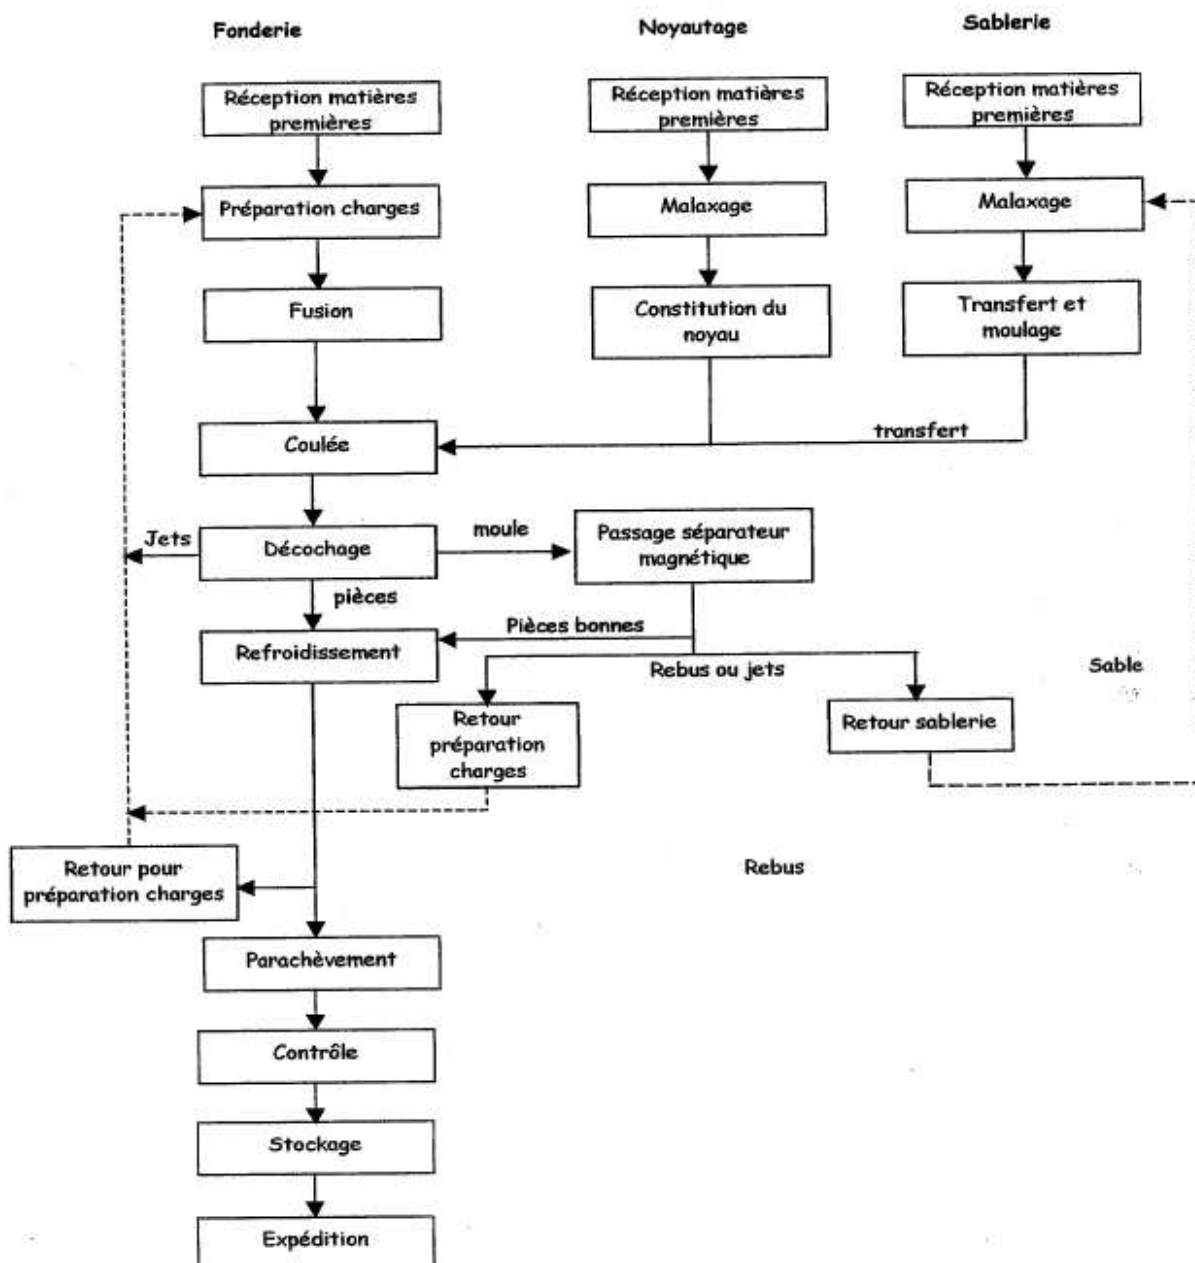 Fonderie
Noyautage
Sablerie
Réception matières
premières
Réception matières
premières
Réception matières
premières
Préparation charges
Malaxage
Malaxage
Fusion
Constitution du
noyau
Transfert et
moulage
Coulée
transfert
Jets
Décochage
moule
Passage séparateur
magnétique
pièces
Pièces bonnes
Refroidissement
Rebus ou jets
Sable
Retour
préparation
charges
Retour sablerie
Retour pour
préparation charges
Rebus
Parachèvement
Contrôle
Stockage
Expédition